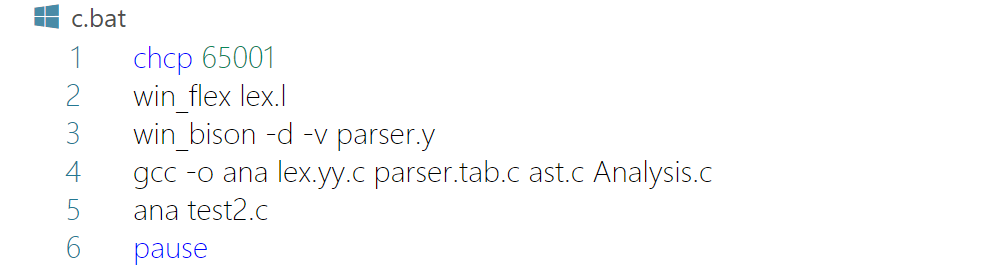 c.bat
1 chcp 65001
2 win_flex lex.l
3 win_bison -d -v parser.y
4 gcc -o ana lex.yy.c parser.tab.c ast.c Analysis.c
5 ana test2.c
6 pause